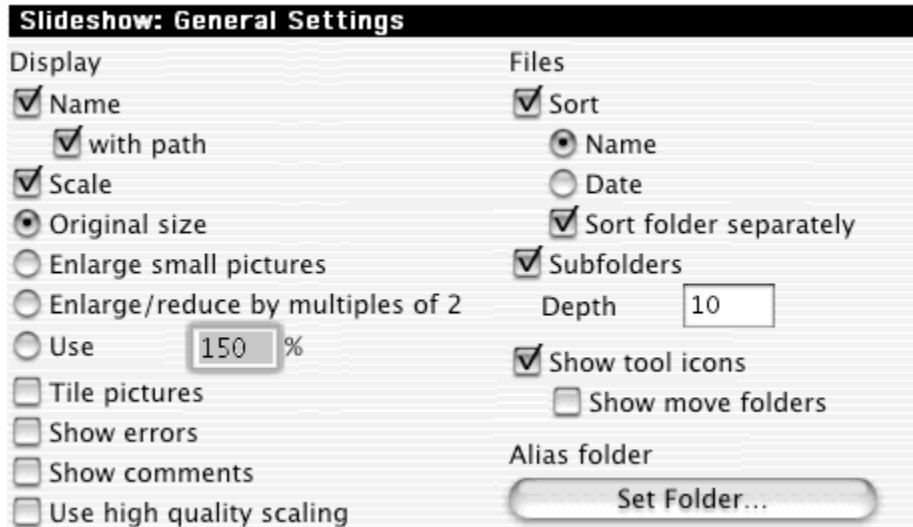 Slideshow: General Settings
Display
Name
with path
Scale
Original size
Enlarge small pictures
Enlarge/reduce by multiples of 2
Use 150 %
Tile pictures
Show errors
Show comments
Use high quality scaling
Files
Sort
Name
Date
Sort folder separately
Subfolders
Depth 10
Show tool icons
Show move folders
Alias folder
Set Folder...